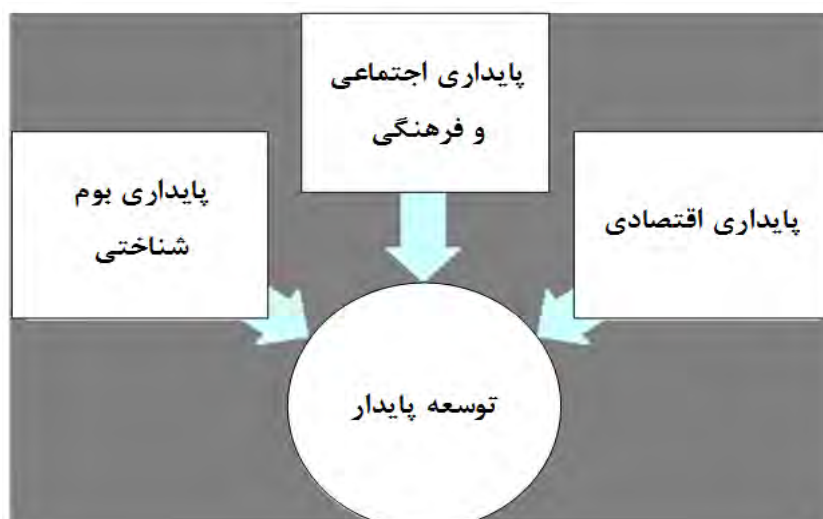 پایداری اجتماعی
و فرهنگی
پایداری اقتصادی
پایداری بوم
شناختی
توسعه پایدار